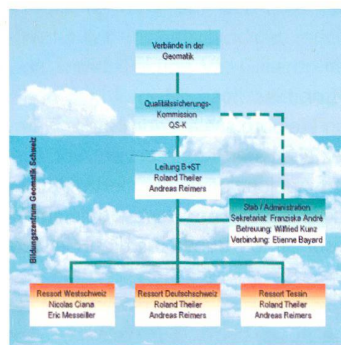 Verbände in der
Geomatik
Qualitätssicherungs-
Kommission
QS-K
Leitung B+ST
Roland Theiler
Andreas Reimers
Stab / Administration
Sekretariat: Franziska André
Betreuung: Wilfried Kunz
Verbindung: Etienne Bayard
Bildungszentrum Geomatik Schweiz
Ressort Westschweiz
Nicolas Ciana
Eric Messeiller
Ressort Deutschschweiz
Roland Theiler
Andreas Reimers
Ressort Tessin
Roland Theiler
Andreas Reimers